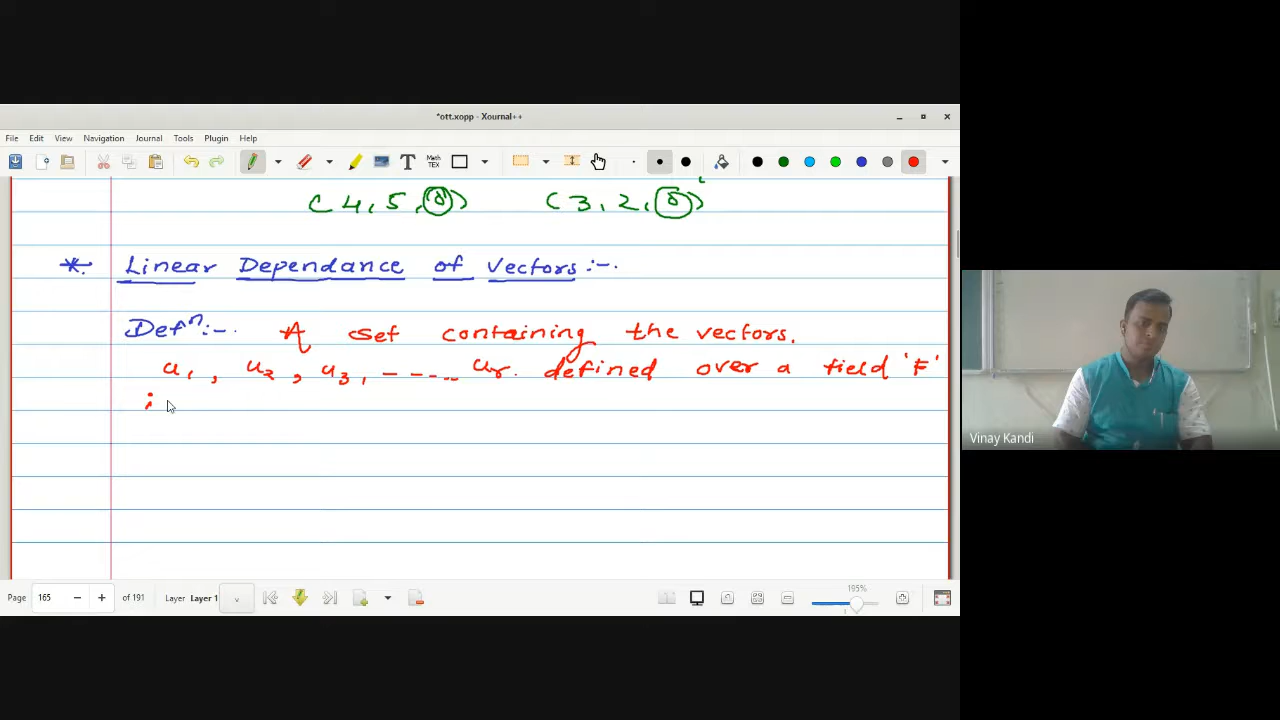 *ott.xopp - Xournal++
File Edit View Navigation Journal Tools Plugin Help
(4, 5, 0) (3, 2, 0)
*. Linear Dependance of Vectors :-.
Defn :-. A set containing the vectors.
u1, u2, u3, ------ ur. defined over a field 'F'
Vinay Kandi
Page 165 of 191 Layer Layer 1 195%